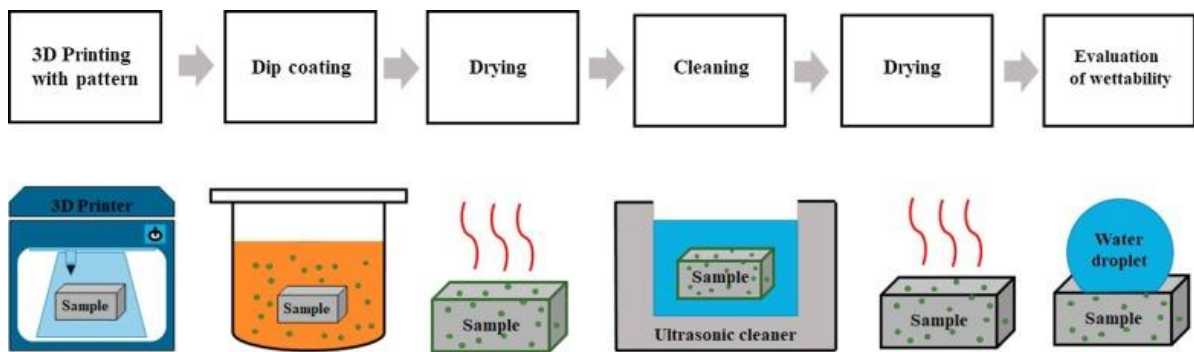 3D Printing
with pattern
Dip coating
Drying
Cleaning
Drying
Evaluation
of wettability
3D Printer
Sample
Sample
Sample
Sample
Ultrasonic cleaner
Sample
Water
droplet
Sample